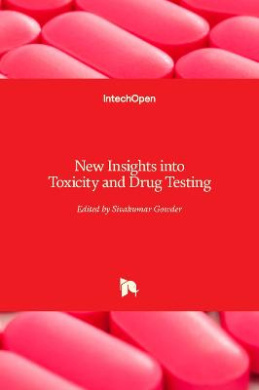 IntechOpen
New Insights into
Toxicity and Drug Testing
Edited by Sivakumar Gowder